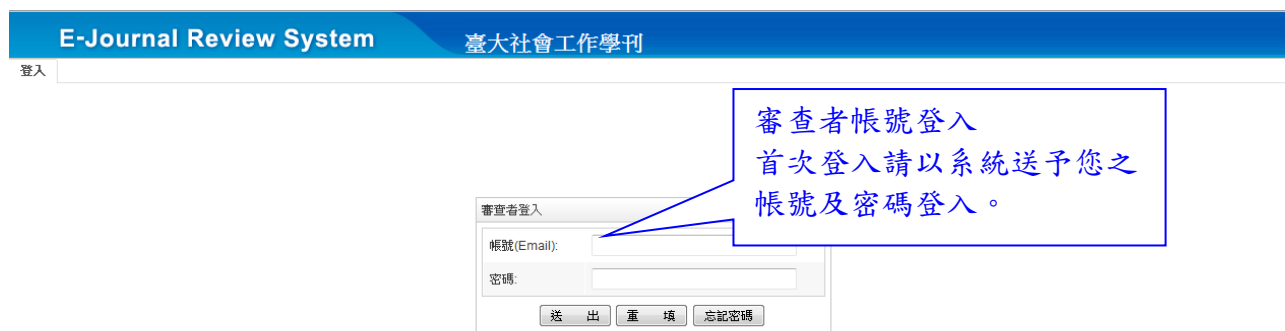 E-Journal Review System 臺大社會工作學刊
登入
審查者帳號登入
首次登入請以系統送予您之
帳號及密碼登入。
審查者登入
帳號(Email):
密碼:
送 出 重 填 忘記密碼